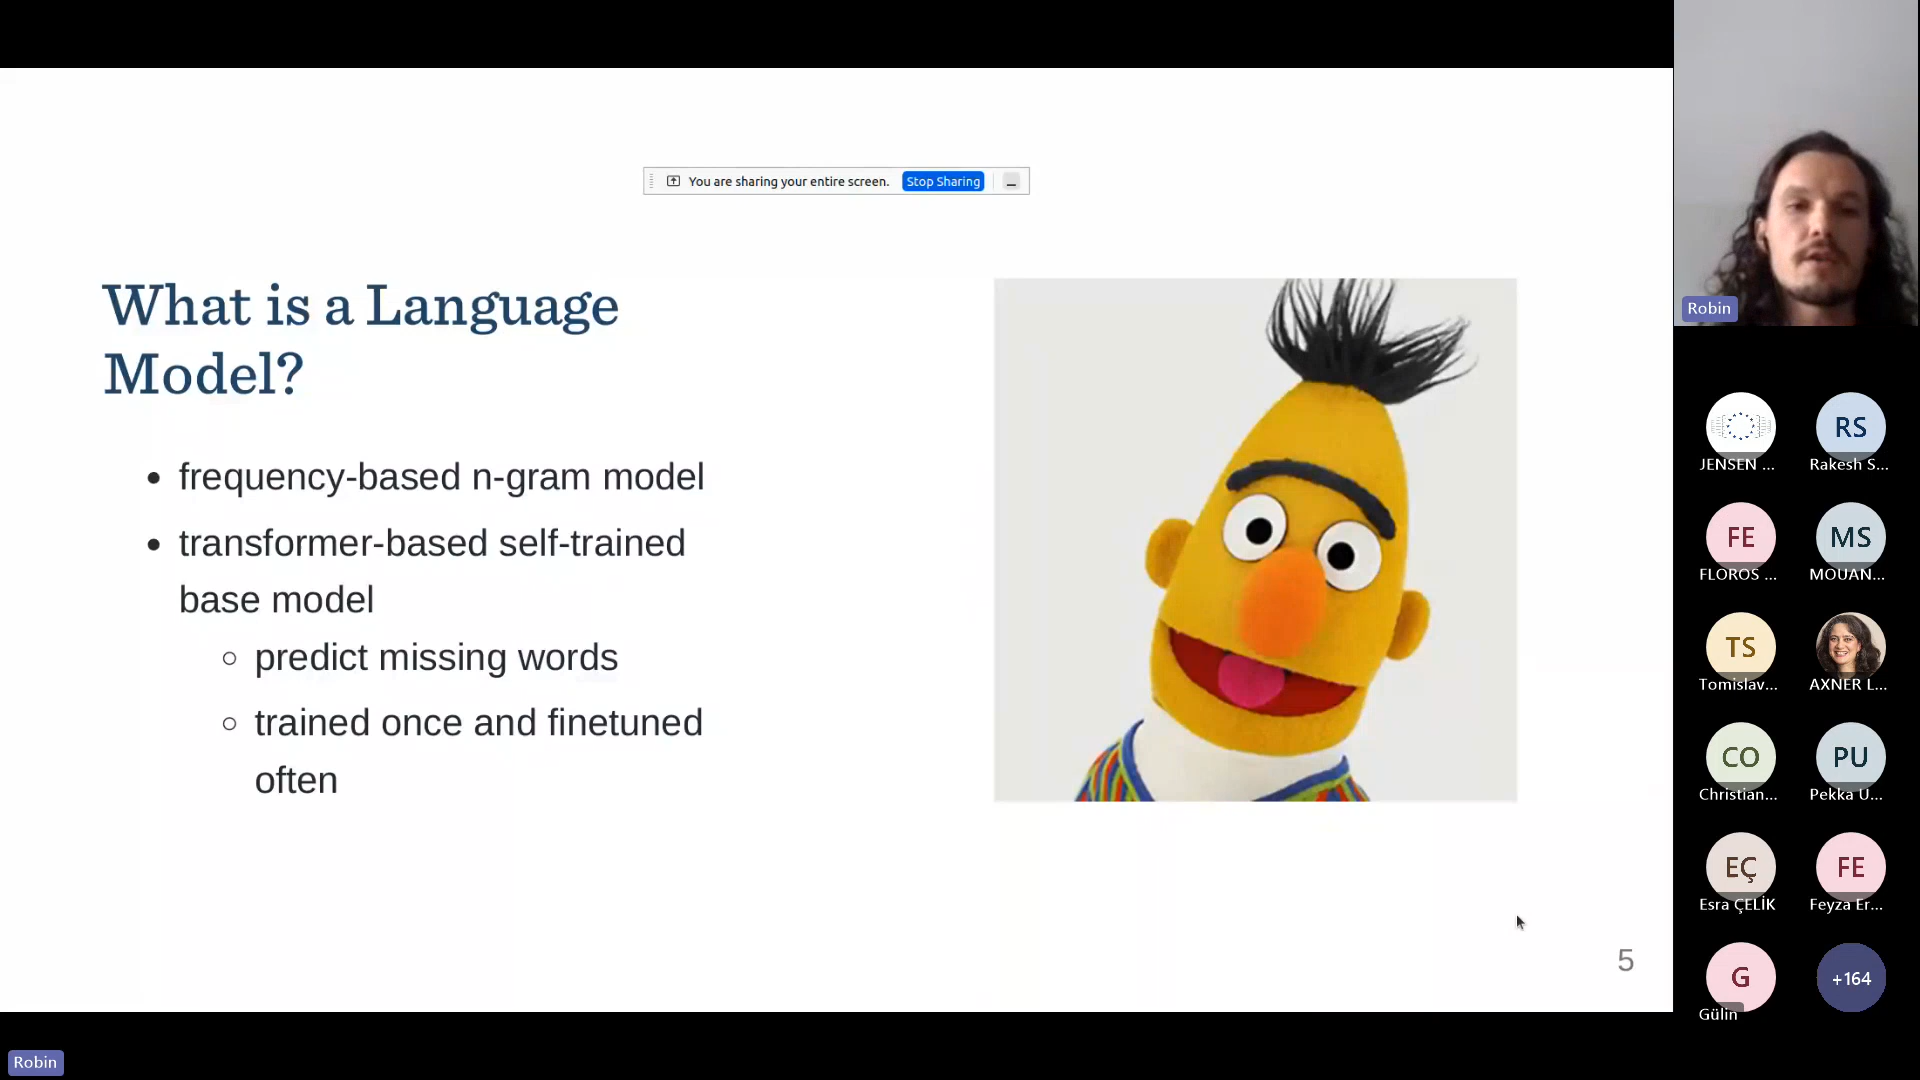 You are sharing your entire screen. Stop Sharing
What is a Language
Model?
frequency-based n-gram model
transformer-based self-trained
base model
predict missing words
trained once and finetuned
often
5
Robin
RS
JENSEN ...
Rakesh S...
FE
MS
FLOROS ...
MOUAN...
TS
Tomislav...
AXNER L...
CO
PU
Christian...
Pekka U...
EÇ
FE
Esra ÇELİK
Feyza Er...
G
+164
Gülin
Robin